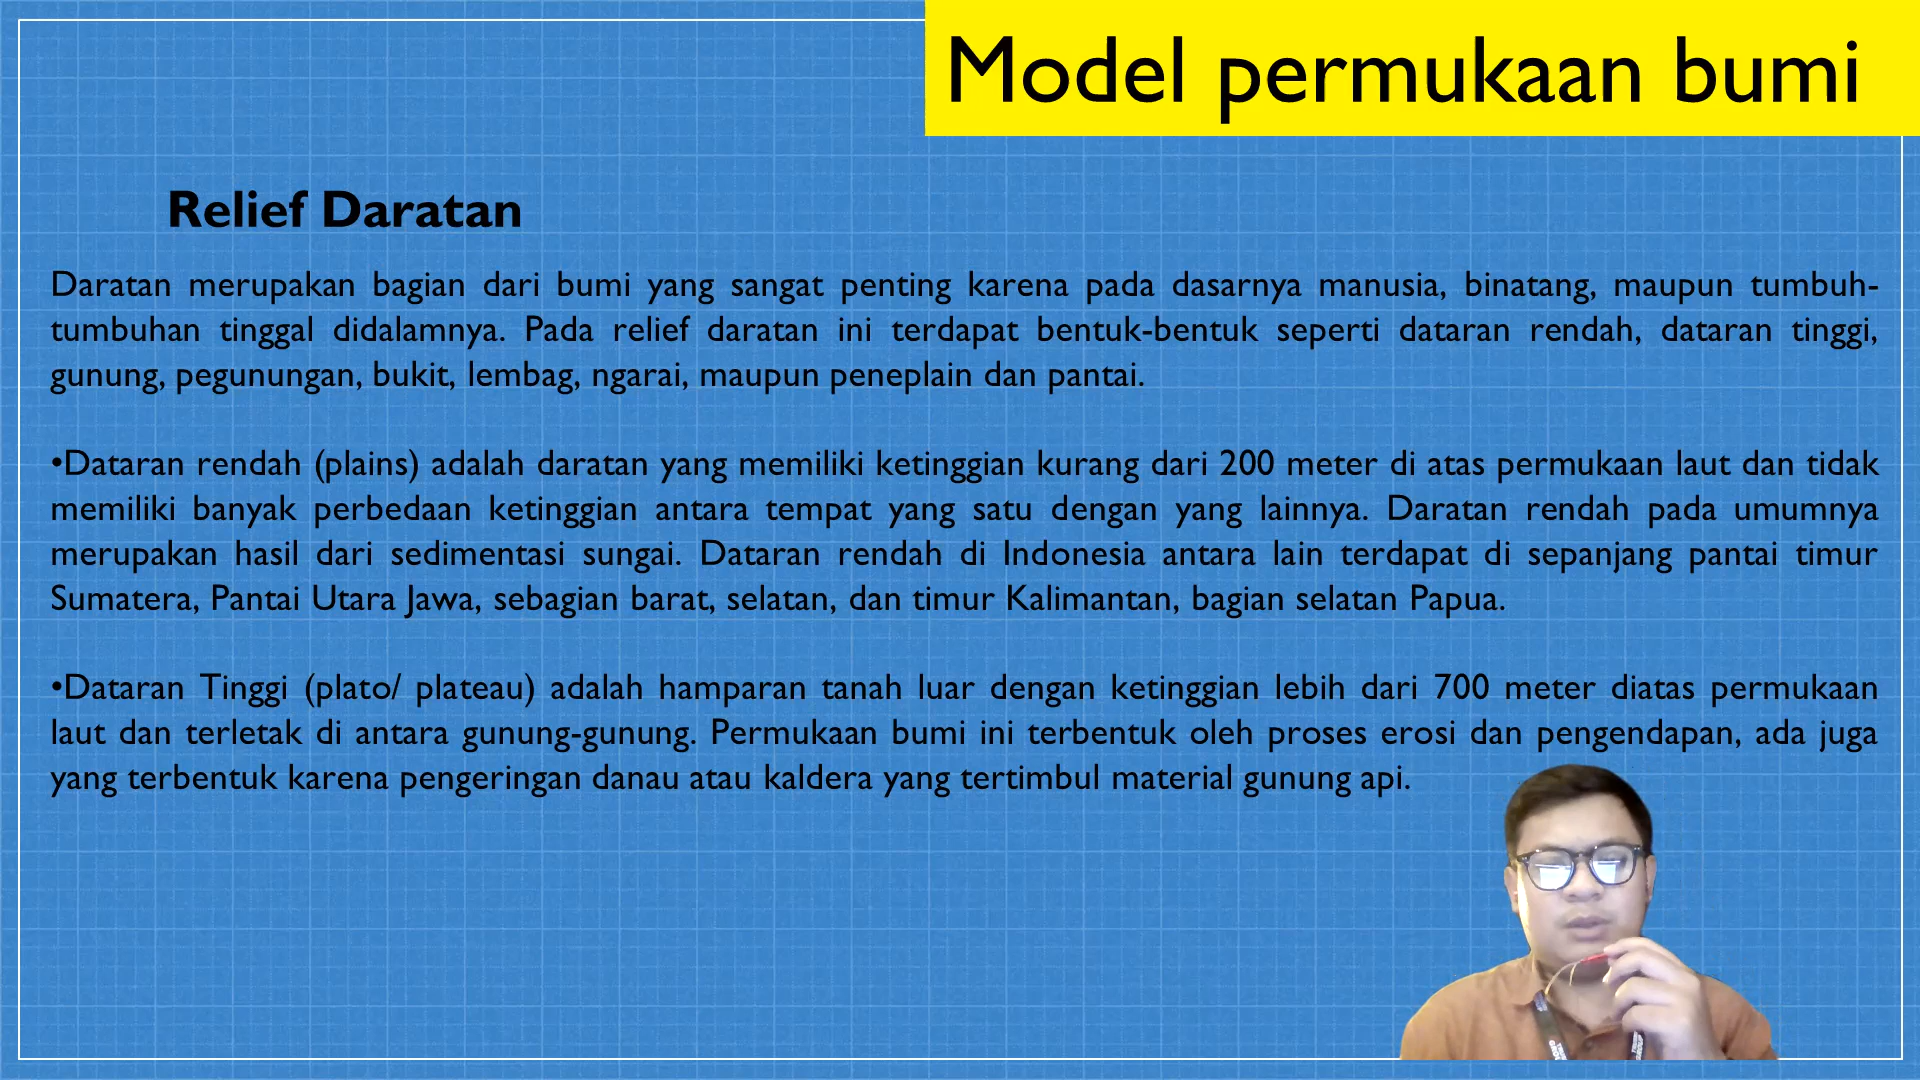 Model permukaan bumi
Relief Daratan
Daratan merupakan bagian dari bumi yang sangat penting karena pada dasarnya manusia, binatang, maupun tumbuh-
tumbuhan tinggal didalamnya. Pada relief daratan ini terdapat bentuk-bentuk seperti dataran rendah, dataran tinggi,
gunung, pegunungan, bukit, lembag, ngarai, maupun peneplain dan pantai.
•Dataran rendah (plains) adalah daratan yang memiliki ketinggian kurang dari 200 meter di atas permukaan laut dan tidak
memiliki banyak perbedaan ketinggian antara tempat yang satu dengan yang lainnya. Daratan rendah pada umumnya
merupakan hasil dari sedimentasi sungai. Dataran rendah di Indonesia antara lain terdapat di sepanjang pantai timur
Sumatera, Pantai Utara Jawa, sebagian barat, selatan, dan timur Kalimantan, bagian selatan Papua.
•Dataran Tinggi (plato/ plateau) adalah hamparan tanah luar dengan ketinggian lebih dari 700 meter diatas permukaan
laut dan terletak di antara gunung-gunung. Permukaan bumi ini terbentuk oleh proses erosi dan pengendapan, ada juga
yang terbentuk karena pengeringan danau atau kaldera yang tertimbul material gunung api.